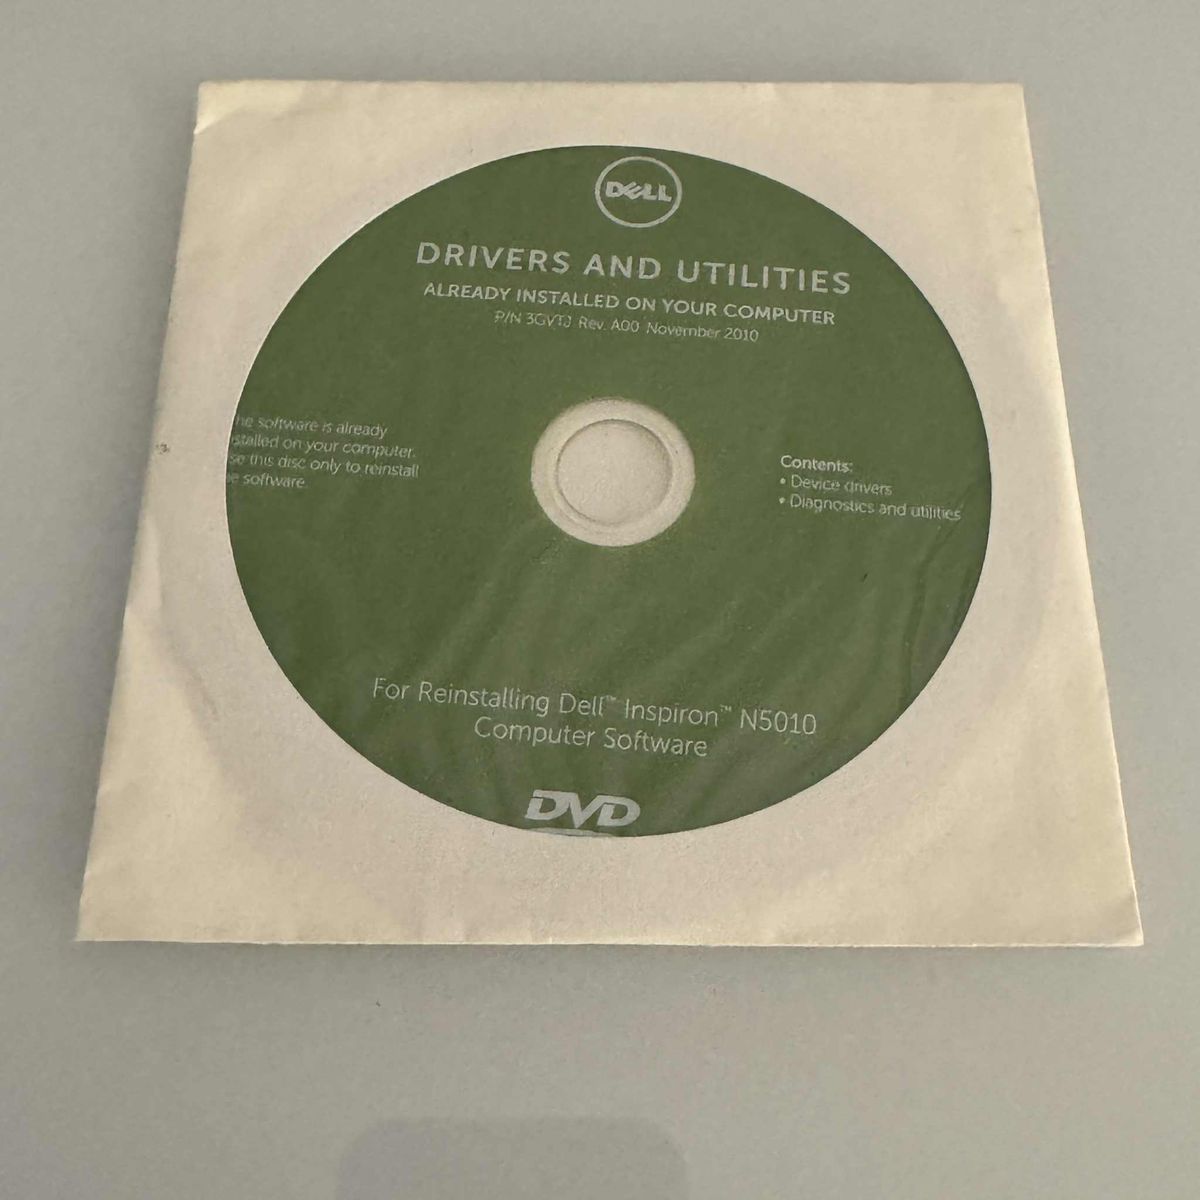 DELL
DRIVERS AND UTILITIES
ALREADY INSTALLED ON YOUR COMPUTER
P/N 3GVTJ Rev. A00 November 2010
he software is already
stalled on your computer.
se this disc only to reinstall
e software.
Contents:
• Device drivers
• Diagnostics and utilities
For Reinstalling Dell™ Inspiron™ N5010
Computer Software
DVD